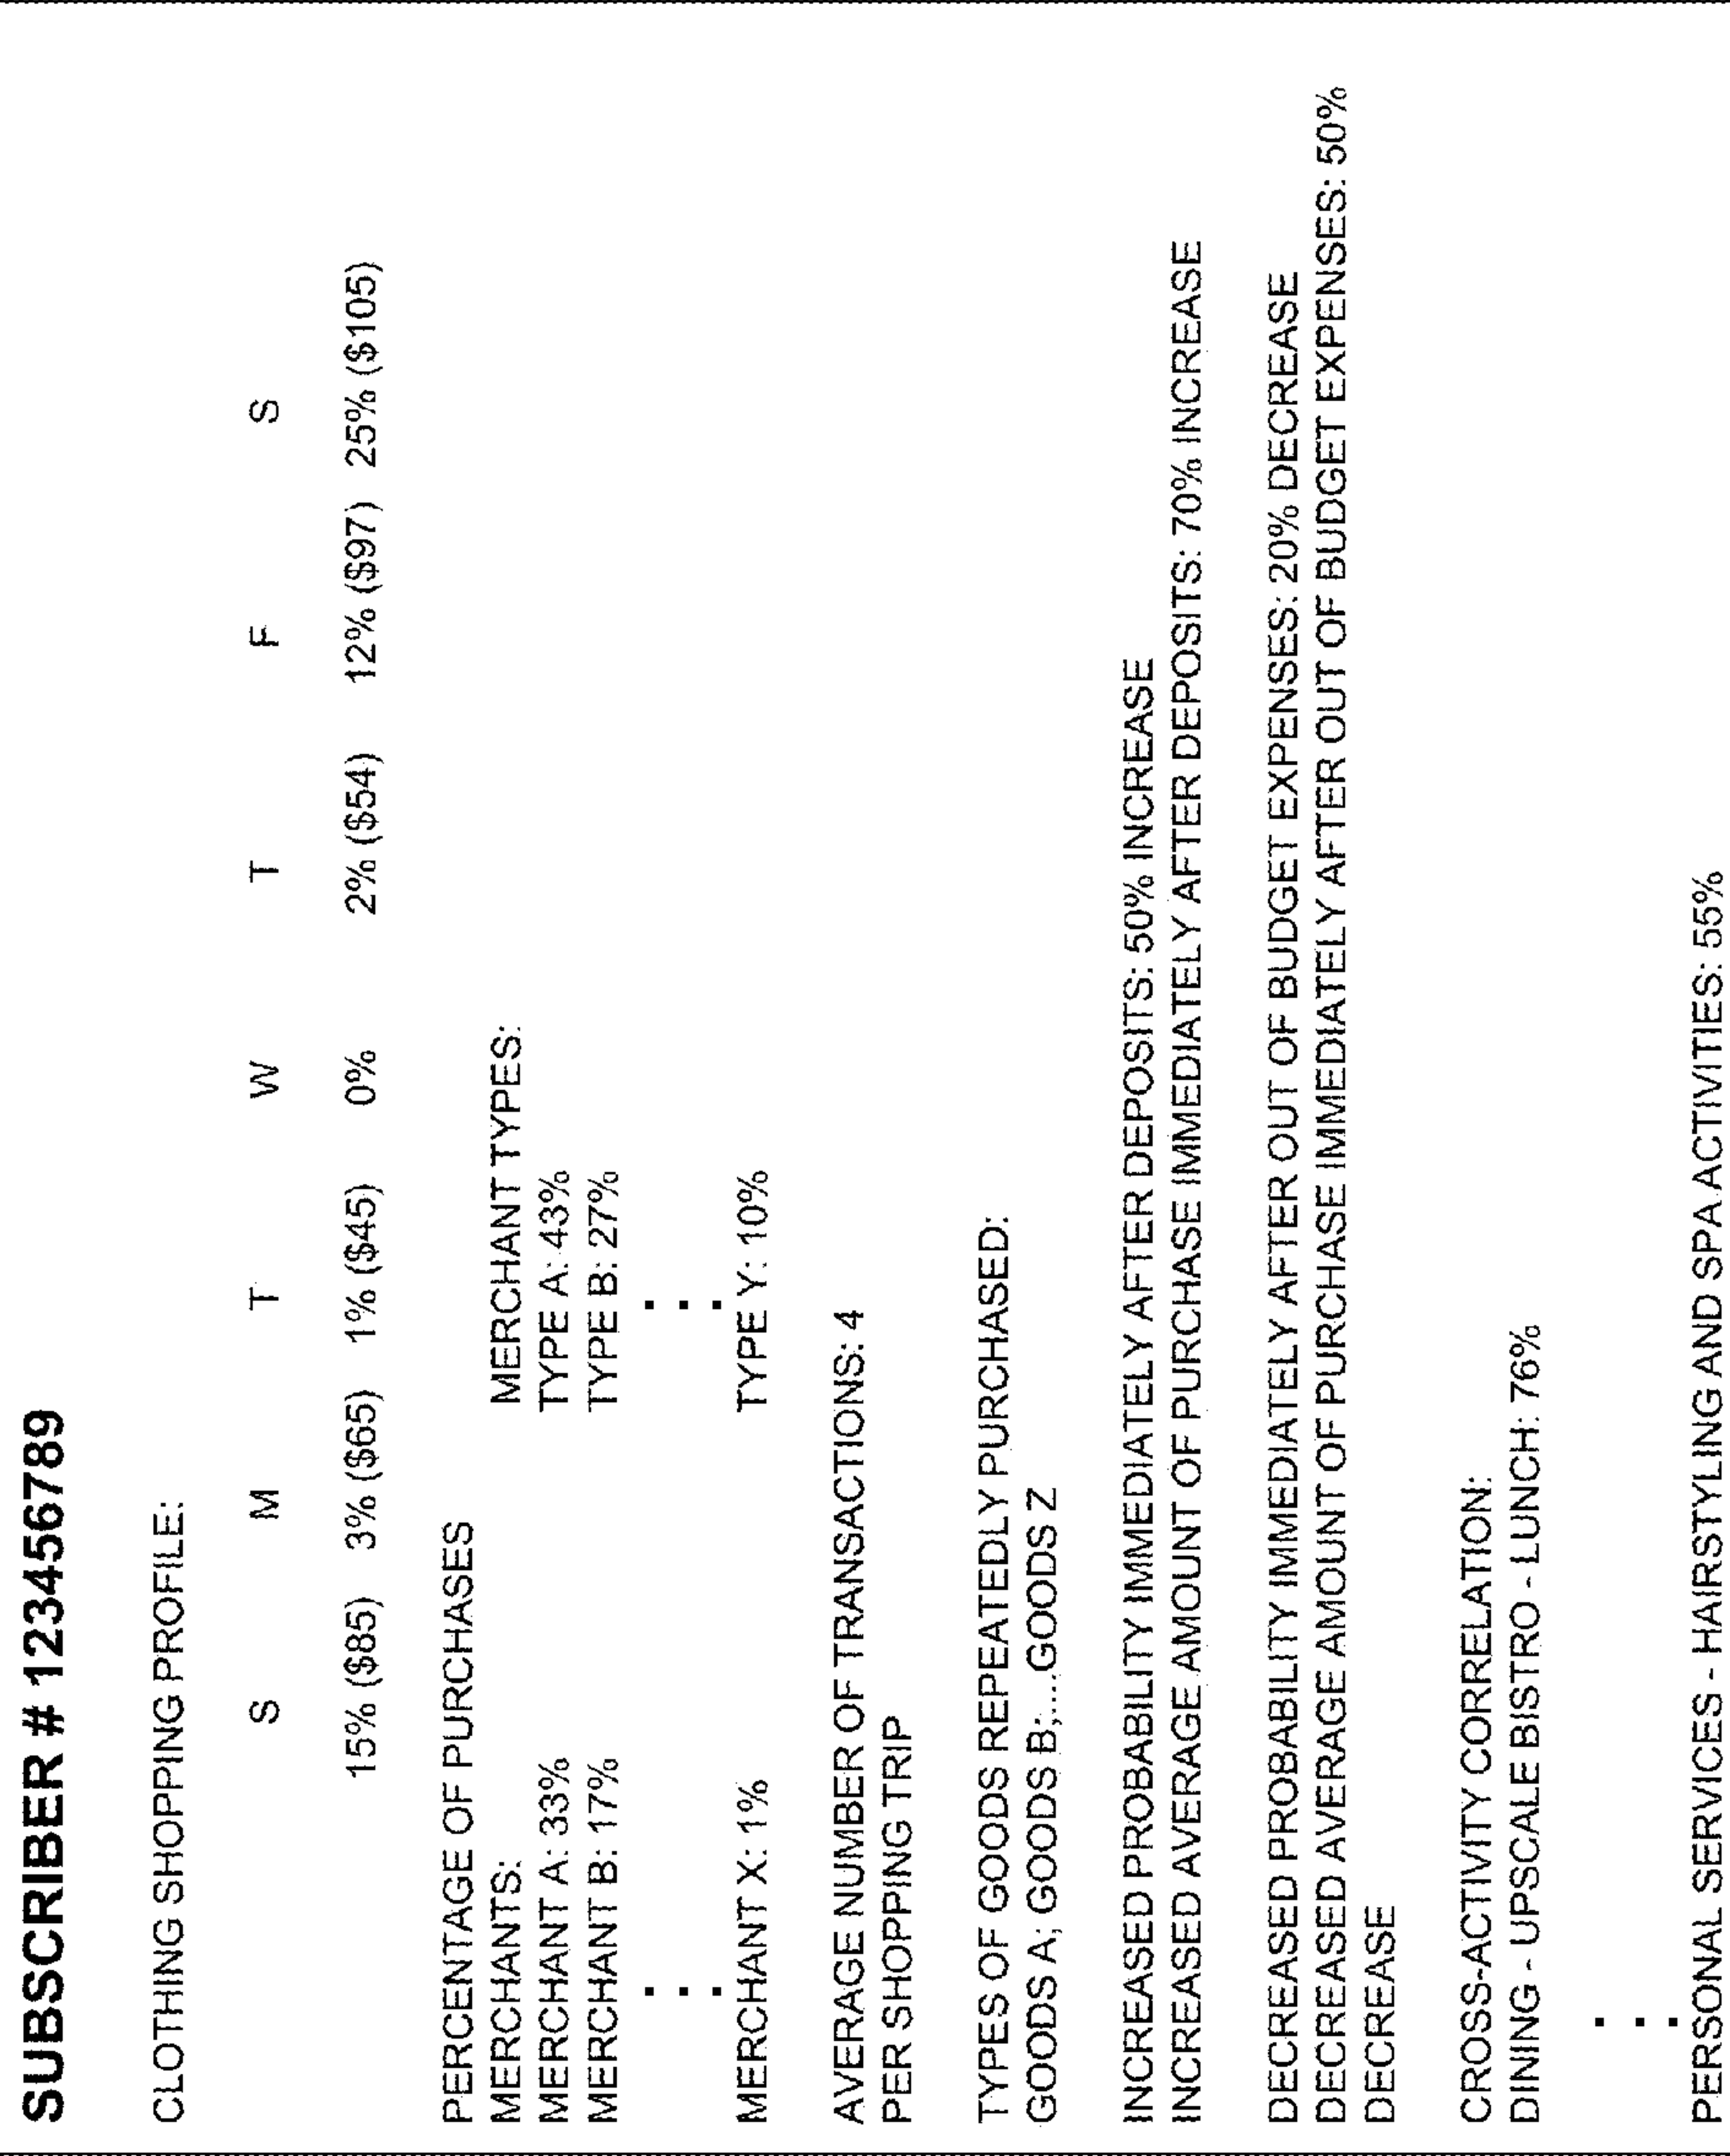 SUBSCRIBER # 123456789
CLOTHING SHOPPING PROFILE:
S M T W T F S
15% ($85) 3% ($65) 1% ($45) 0% 2% ($54) 12% ($97) 25% ($105)
PERCENTAGE OF PURCHASES
MERCHANTS: MERCHANT TYPES:
MERCHANT A: 33% TYPE A: 43%
MERCHANT B: 17% TYPE B: 27%
. . . . . .
MERCHANT X: 1% TYPE Y: 10%
AVERAGE NUMBER OF TRANSACTIONS: 4
PER SHOPPING TRIP
TYPES OF GOODS REPEATEDLY PURCHASED:
GOODS A; GOODS B;....GOODS Z
INCREASED PROBABILITY IMMEDIATELY AFTER DEPOSITS: 50% INCREASE
INCREASED AVERAGE AMOUNT OF PURCHASE IMMEDIATELY AFTER DEPOSITS: 70% INCREASE
DECREASED PROBABILITY IMMEDIATELY AFTER OUT OF BUDGET EXPENSES: 20% DECREASE
DECREASED AVERAGE AMOUNT OF PURCHASE IMMEDIATELY AFTER OUT OF BUDGET EXPENSES: 50%
DECREASE
CROSS-ACTIVITY CORRELATION:
DINING - UPSCALE BISTRO - LUNCH: 76%
. . .
PERSONAL SERVICES - HAIRSTYLING AND SPA ACTIVITIES: 55%